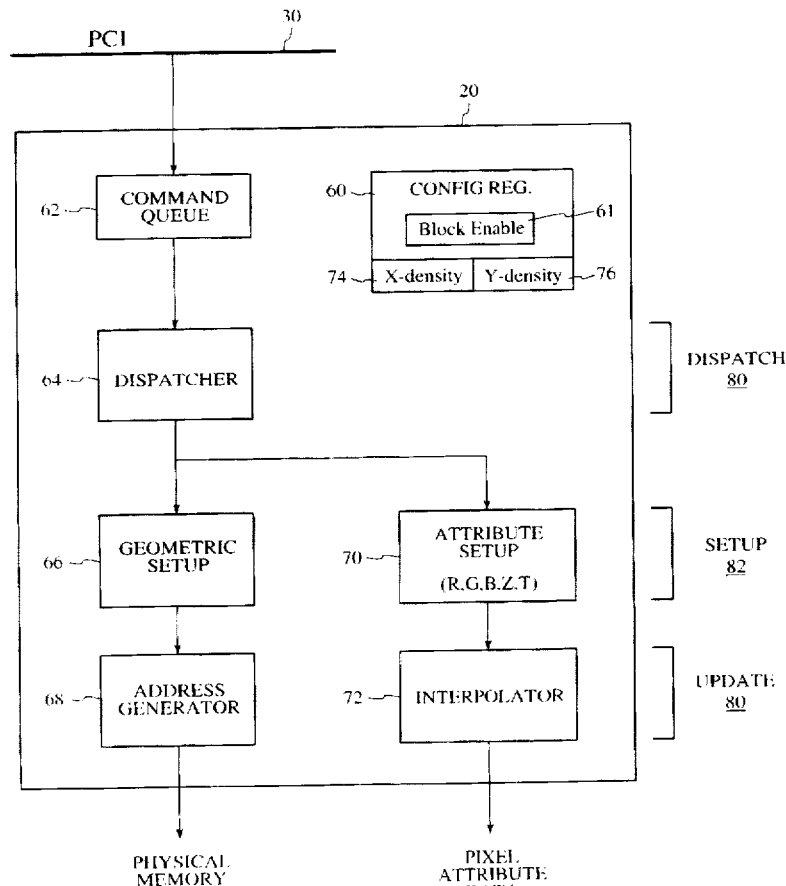 30
PCI
20
COMMAND
QUEUE
62
60
CONFIG REG.
61
Block Enable
74
X-density
Y-density
76
64
DISPATCHER
DISPATCH
80
66
GEOMETRIC
SETUP
70
ATTRIBUTE
SETUP
(R,G,B,Z,T)
SETUP
82
68
ADDRESS
GENERATOR
72
INTERPOLATOR
UPDATE
80
PHYSICAL
MEMORY
PIXEL
ATTRIBUTE